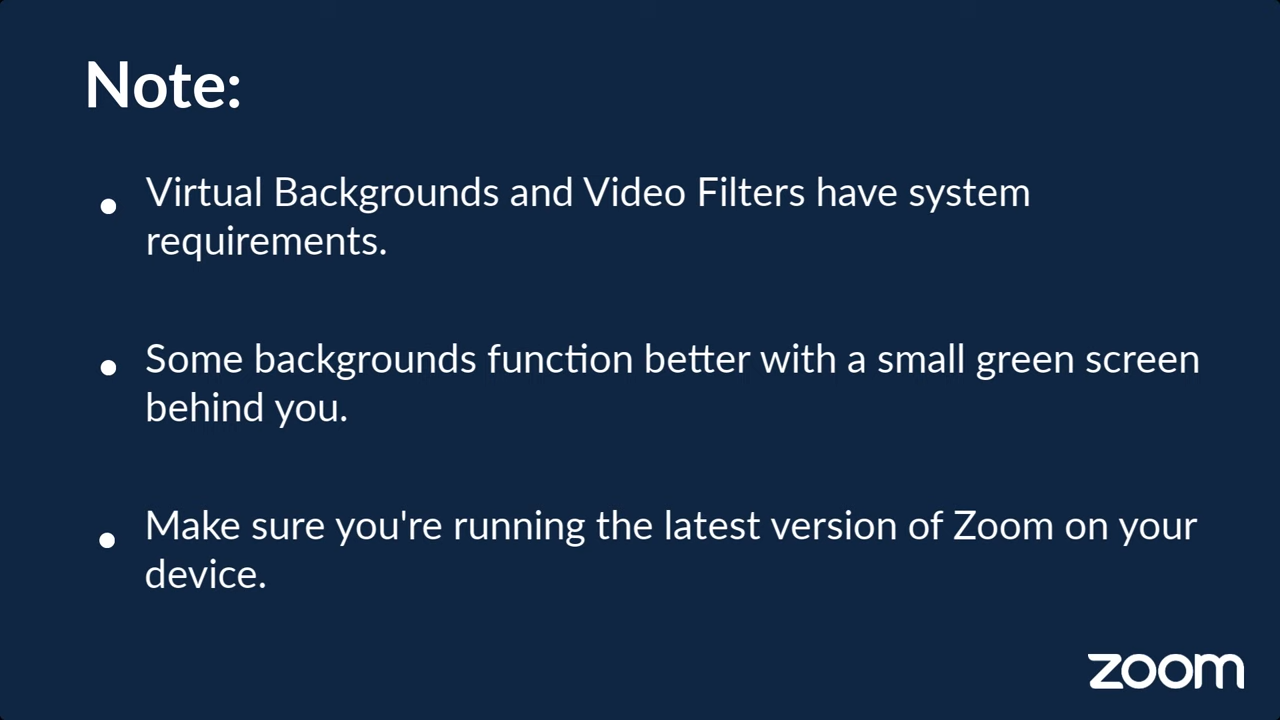 Note:
• Virtual Backgrounds and Video Filters have system
requirements.
• Some backgrounds function better with a small green screen
behind you.
• Make sure you're running the latest version of Zoom on your
device.
zoom